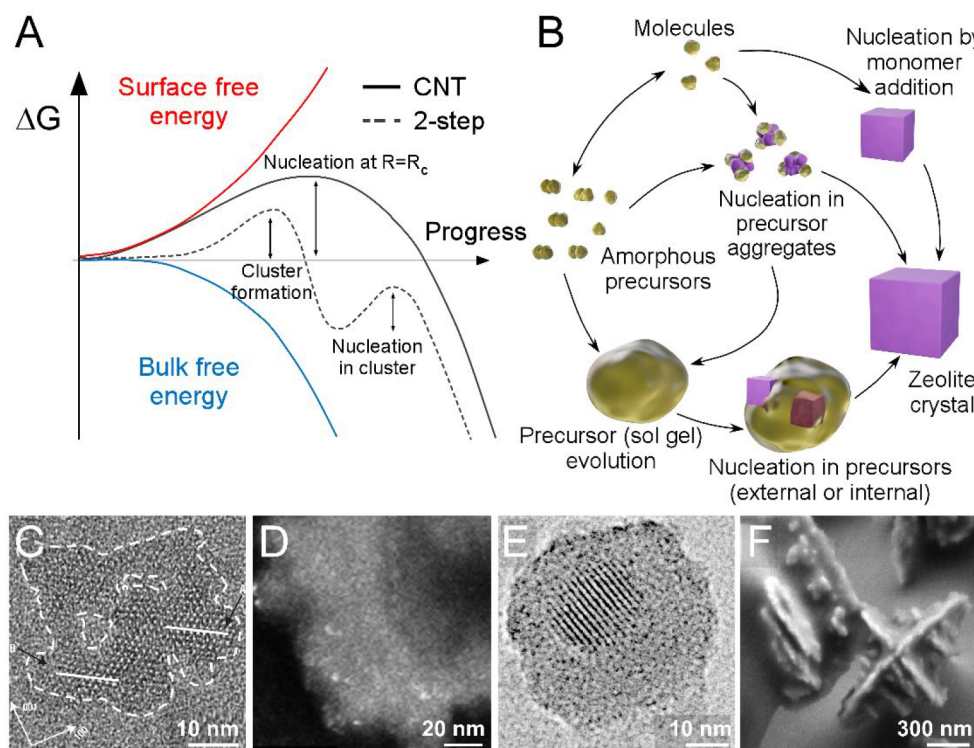 A
ΔG
Surface free
energy
CNT
2-step
Nucleation at R=Rc
Progress
Cluster
formation
Nucleation
in cluster
Bulk free
energy
B
Molecules
Nucleation by
monomer
addition
Amorphous
precursors
Nucleation in
precursor
aggregates
Zeolite
crystal
Precursor (sol gel)
evolution
Nucleation in precursors
(external or internal)
C
10 nm
D
20 nm
E
10 nm
F
300 nm